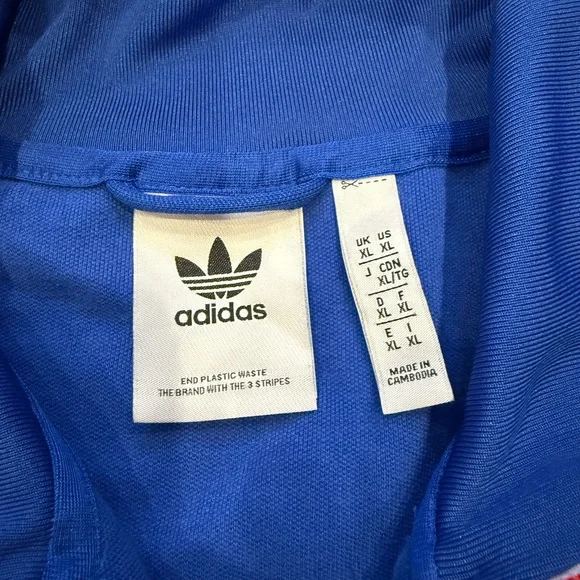 adidas
END PLASTIC WASTE
THE BRAND WITH THE 3 STRIPES
UK US
XL XL
J CDN
XL/TG
D F
XL XL
E I
XL XL
MADE IN
CAMBODIA